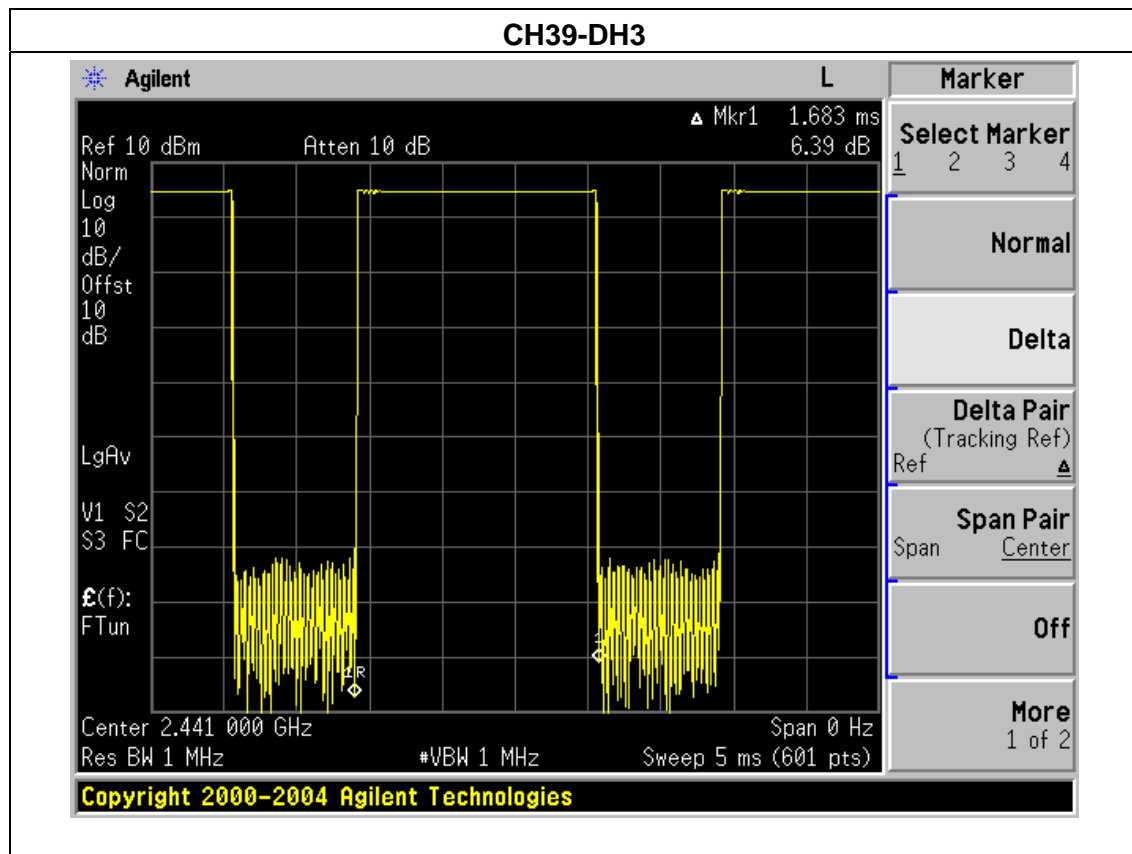 CH39-DH3
Agilent L Marker
Mkr1 1.683 ms
Ref 10 dBm Atten 10 dB 6.39 dB
Norm
Log
10
dB/
Offst
10
dB
LgAv
V1 S2
S3 FC
£(f):
FTun
1R
1
Center 2.441 000 GHz Span 0 Hz
Res BW 1 MHz #VBW 1 MHz Sweep 5 ms (601 pts)
Select Marker
1 2 3 4
Normal
Delta
Delta Pair
(Tracking Ref)
Ref Δ
Span Pair
Span Center
Off
More
1 of 2
Copyright 2000-2004 Agilent Technologies